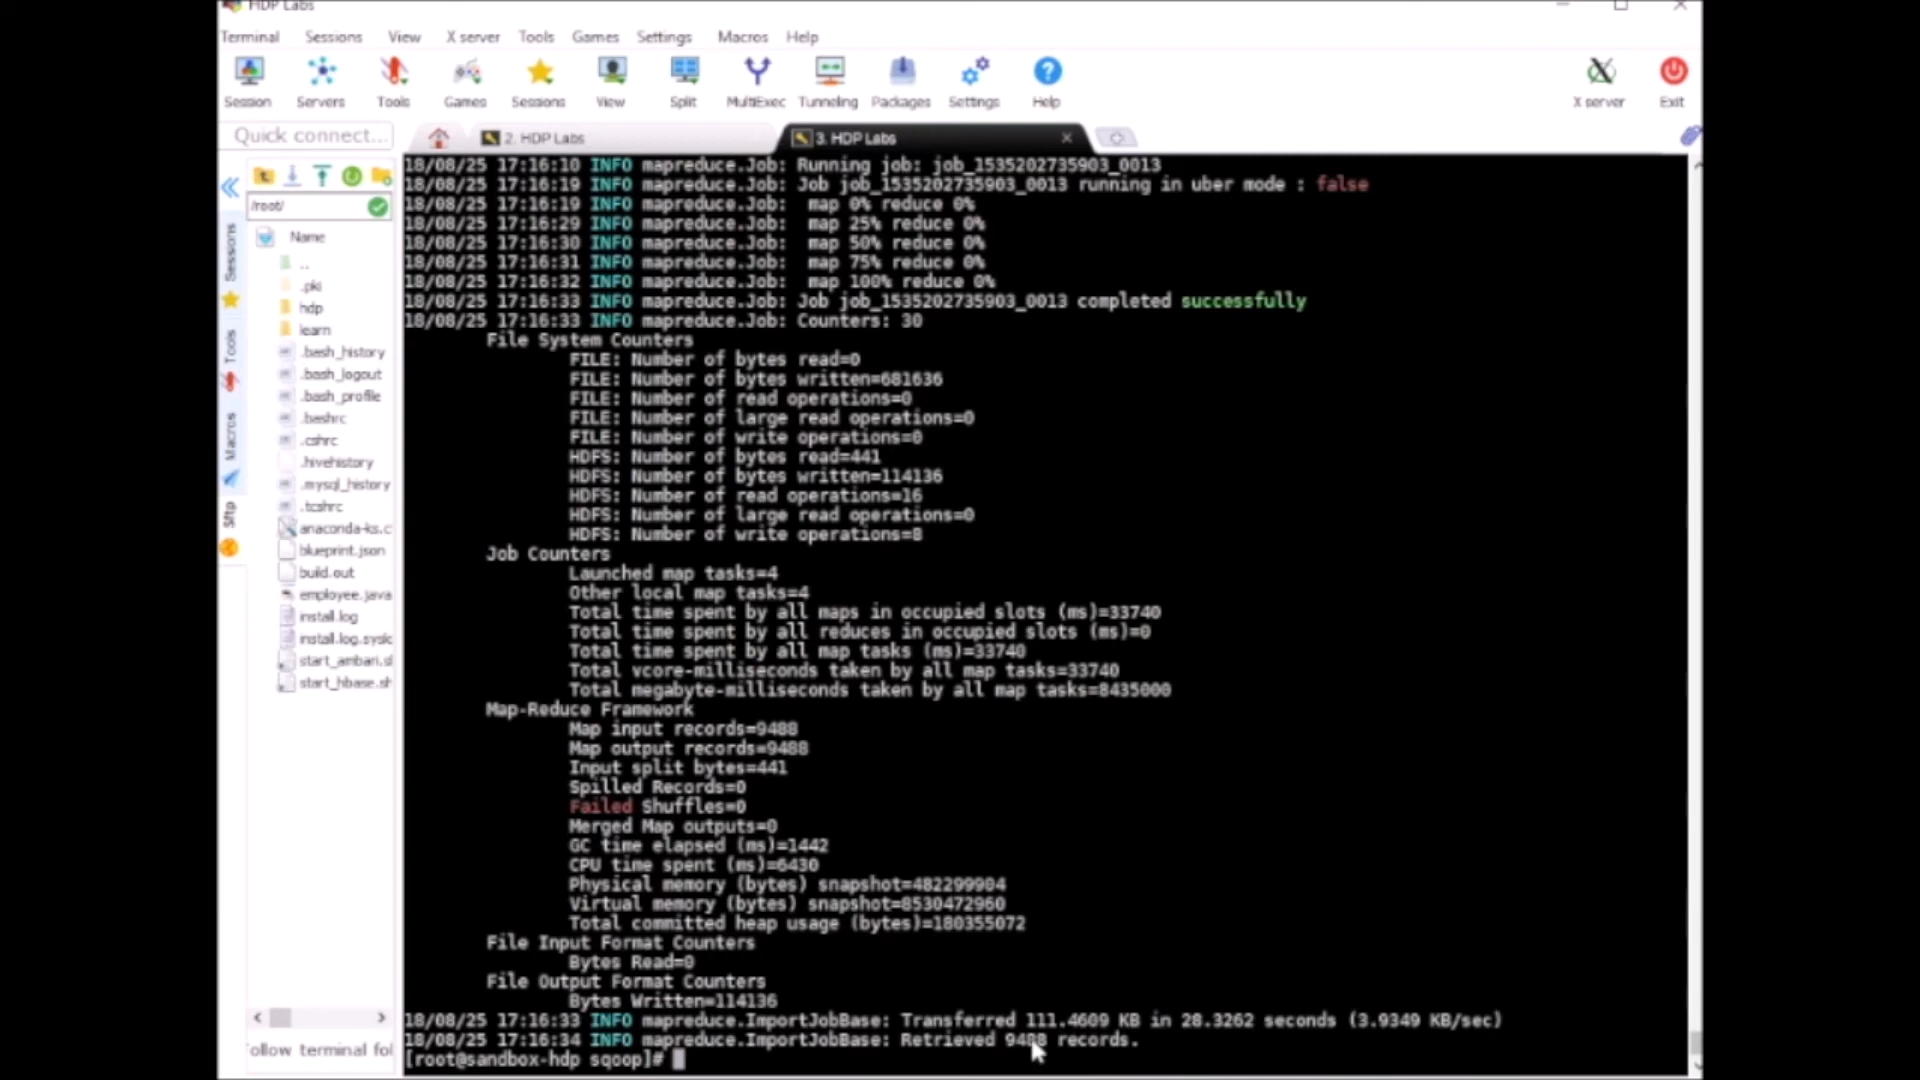 HDP Labs
Terminal Sessions View X server Tools Games Settings Macros Help
Session Servers Tools Games Sessions View Split MultiExec Tunneling Packages Settings Help X server Exit
Quick connect...
2. HDP Labs
3. HDP Labs
/root/
Name
..
.pki
hdp
learn
.bash_history
.bash_logout
.bash_profile
.bashrc
.cshrc
.hivehistory
.mysql_history
.tcshrc
anaconda-ks.c
blueprint.json
build.out
employee.java
install.log
install.log.syslo
start_ambari.sh
start_hbase.sh
Sessions
Tools
Macros
Sftp
ollow terminal fol
18/08/25 17:16:10 INFO mapreduce.Job: Running job: job_1535202735903_0013
18/08/25 17:16:19 INFO mapreduce.Job: Job job_1535202735903_0013 running in uber mode : false
18/08/25 17:16:19 INFO mapreduce.Job:  map 0% reduce 0%
18/08/25 17:16:29 INFO mapreduce.Job:  map 25% reduce 0%
18/08/25 17:16:30 INFO mapreduce.Job:  map 50% reduce 0%
18/08/25 17:16:31 INFO mapreduce.Job:  map 75% reduce 0%
18/08/25 17:16:32 INFO mapreduce.Job:  map 100% reduce 0%
18/08/25 17:16:33 INFO mapreduce.Job: Job job_1535202735903_0013 completed successfully
18/08/25 17:16:33 INFO mapreduce.Job: Counters: 30
File System Counters
FILE: Number of bytes read=0
FILE: Number of bytes written=681636
FILE: Number of read operations=0
FILE: Number of large read operations=0
FILE: Number of write operations=0
HDFS: Number of bytes read=441
HDFS: Number of bytes written=114136
HDFS: Number of read operations=16
HDFS: Number of large read operations=0
HDFS: Number of write operations=8
Job Counters
Launched map tasks=4
Other local map tasks=4
Total time spent by all maps in occupied slots (ms)=33740
Total time spent by all reduces in occupied slots (ms)=0
Total time spent by all map tasks (ms)=33740
Total vcore-milliseconds taken by all map tasks=33740
Total megabyte-milliseconds taken by all map tasks=8435000
Map-Reduce Framework
Map input records=9488
Map output records=9488
Input split bytes=441
Spilled Records=0
Failed Shuffles=0
Merged Map outputs=0
GC time elapsed (ms)=1442
CPU time spent (ms)=6430
Physical memory (bytes) snapshot=482299904
Virtual memory (bytes) snapshot=8530472960
Total committed heap usage (bytes)=180355072
File Input Format Counters
Bytes Read=0
File Output Format Counters
Bytes Written=114136
18/08/25 17:16:33 INFO mapreduce.ImportJobBase: Transferred 111.4609 KB in 28.3262 seconds (3.9349 KB/sec)
18/08/25 17:16:34 INFO mapreduce.ImportJobBase: Retrieved 9488 records.
[root@sandbox-hdp sqoop]#